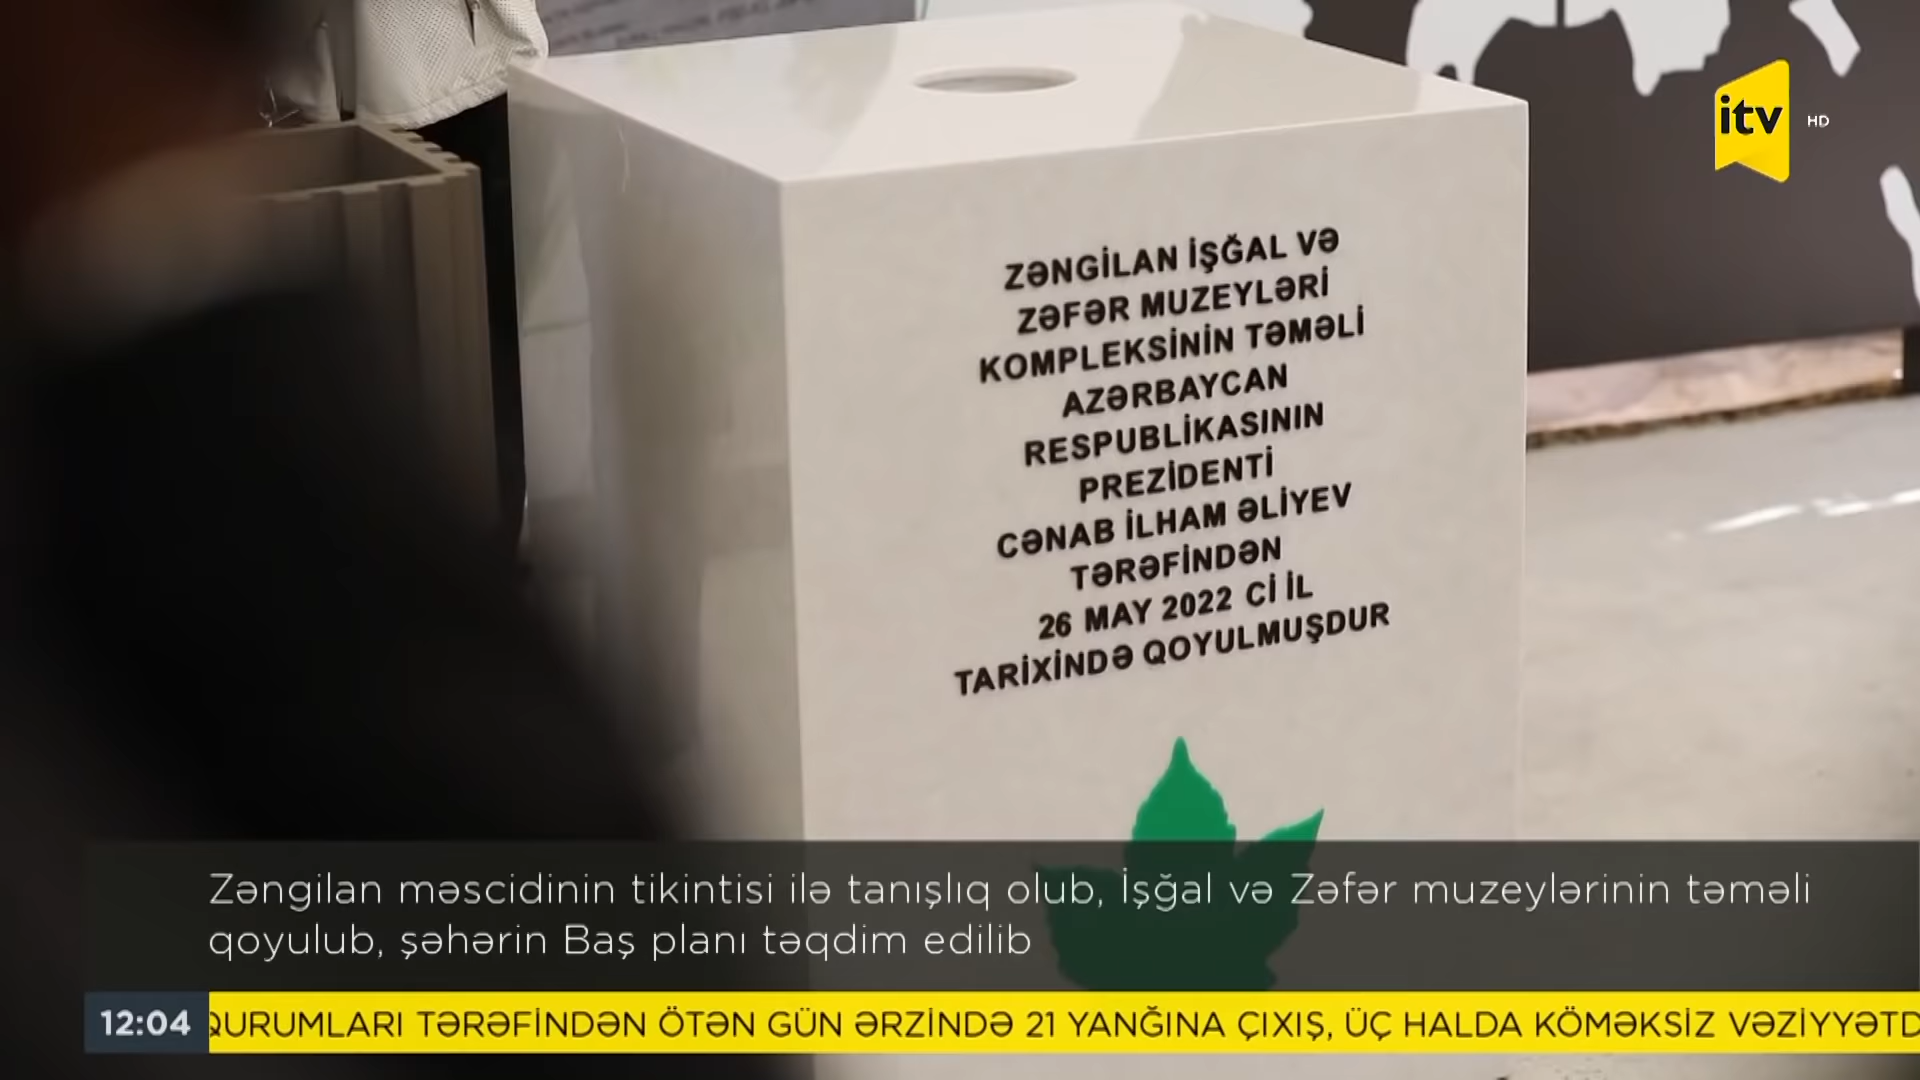 itv HD
ZƏNGİLAN İŞĞAL VƏ
ZƏFƏR MUZEYLƏRİ
KOMPLEKSİNİN TƏMƏLİ
AZƏRBAYCAN
RESPUBLİKASININ
PREZİDENTİ
CƏNAB İLHAM ƏLİYEV
TƏRƏFİNDƏN
26 MAY 2022 Cİ İL
TARİXİNDƏ QOYULMUŞDUR
Zəngilan məscidinin tikintisi ilə tanışlıq olub, İşğal və Zəfər muzeylərinin təməli
qoyulub, şəhərin Baş planı təqdim edilib
12:04 QURUMLARI TƏRƏFİNDƏN ÖTƏN GÜN ƏRZİNDƏ 21 YANĞINA ÇIXIŞ, ÜÇ HALDA KÖMƏKSİZ VƏZİYYƏTD